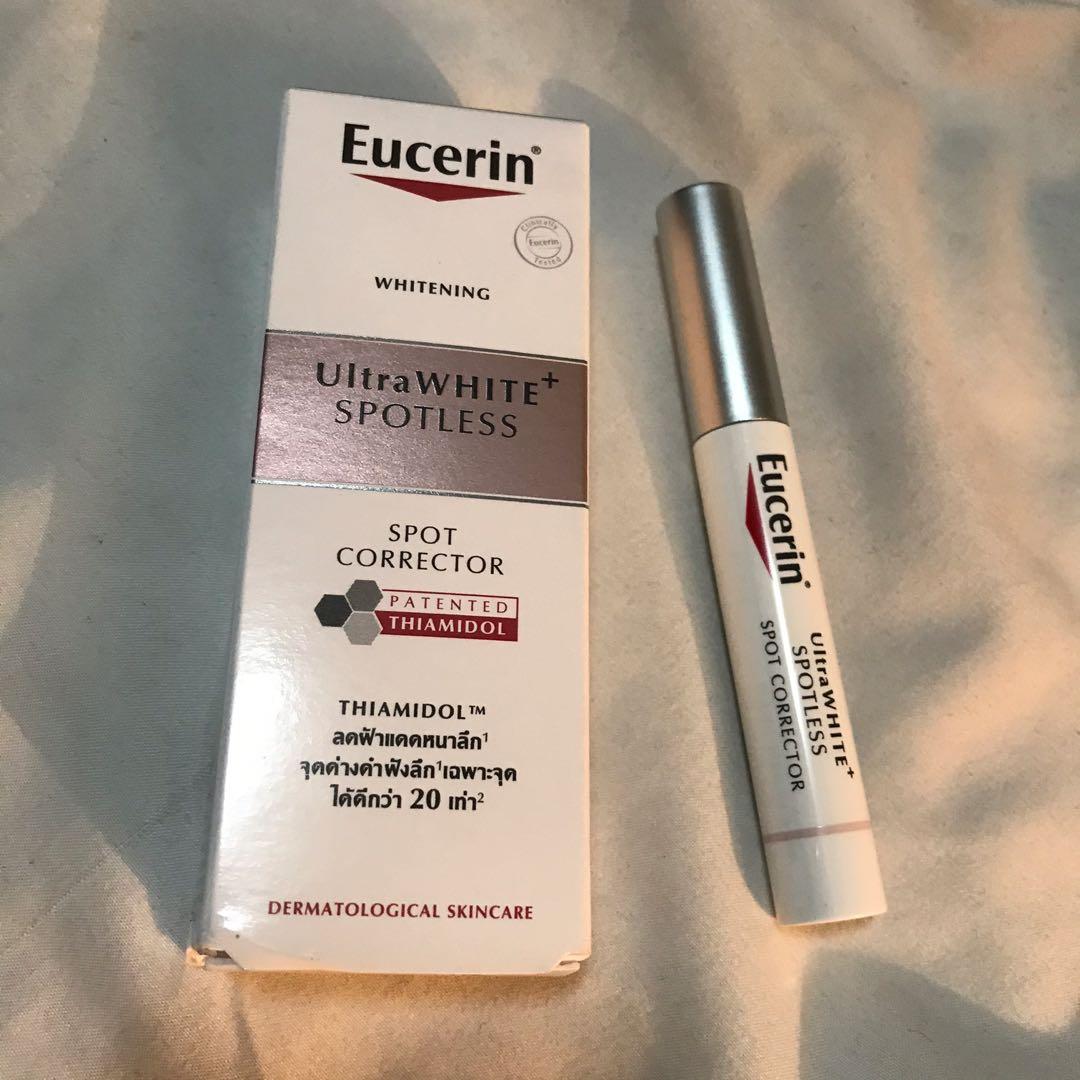 Eucerin®
Clinically
Eucerin
Tested
WHITENING
UltraWHITE+
SPOTLESS
SPOT
CORRECTOR
PATENTED
THIAMIDOL
THIAMIDOL™
ลดฝ้าแดดหนาลึก¹
จุดด่างดำฝังลึก¹เฉพาะจุด
ได้ดีกว่า 20 เท่า²
DERMATOLOGICAL SKINCARE
Eucerin®
UltraWHITE+
SPOTLESS
SPOT CORRECTOR